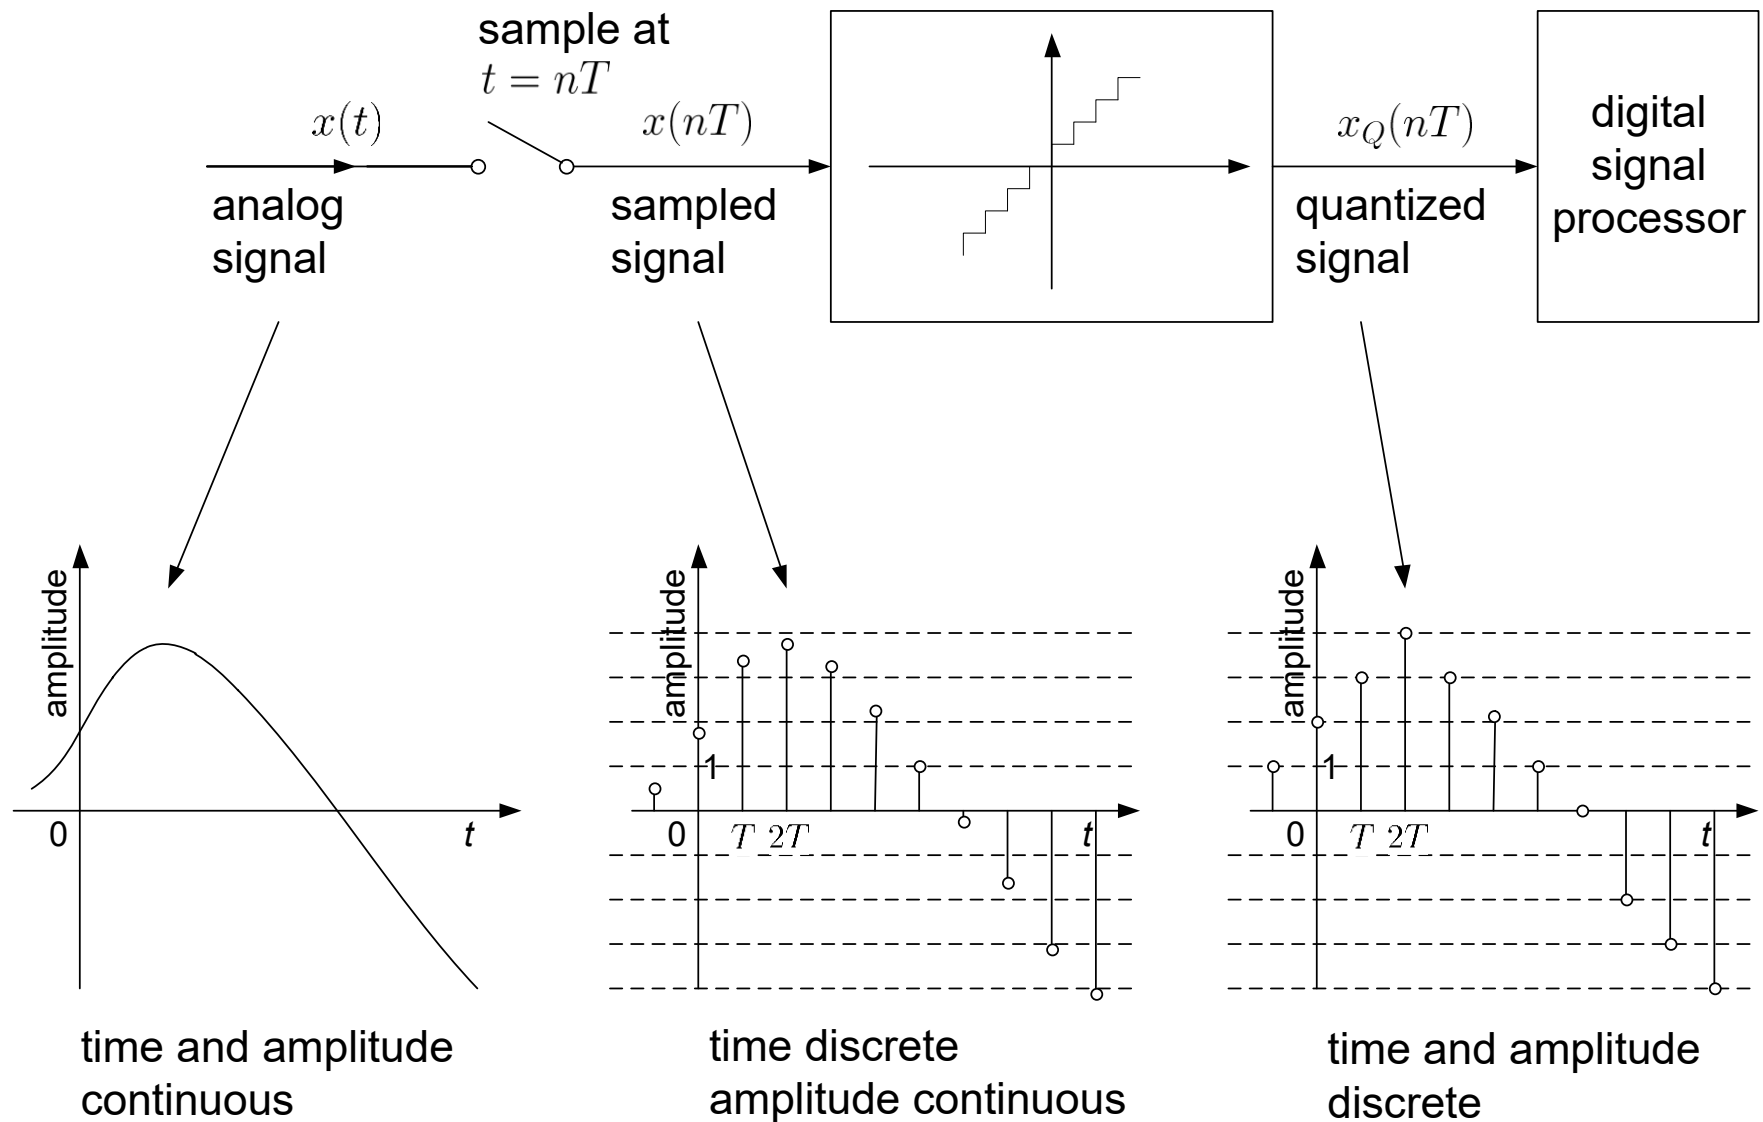 sample at
t = nT
x(t)
x(nT)
x_Q(nT)
analog
signal
sampled
signal
quantized
signal
digital
signal
processor
amplitude
0
t
amplitude
1
0
T 2T
t
amplitude
1
0
T 2T
t
time and amplitude
continuous
time discrete
amplitude continuous
time and amplitude
discrete